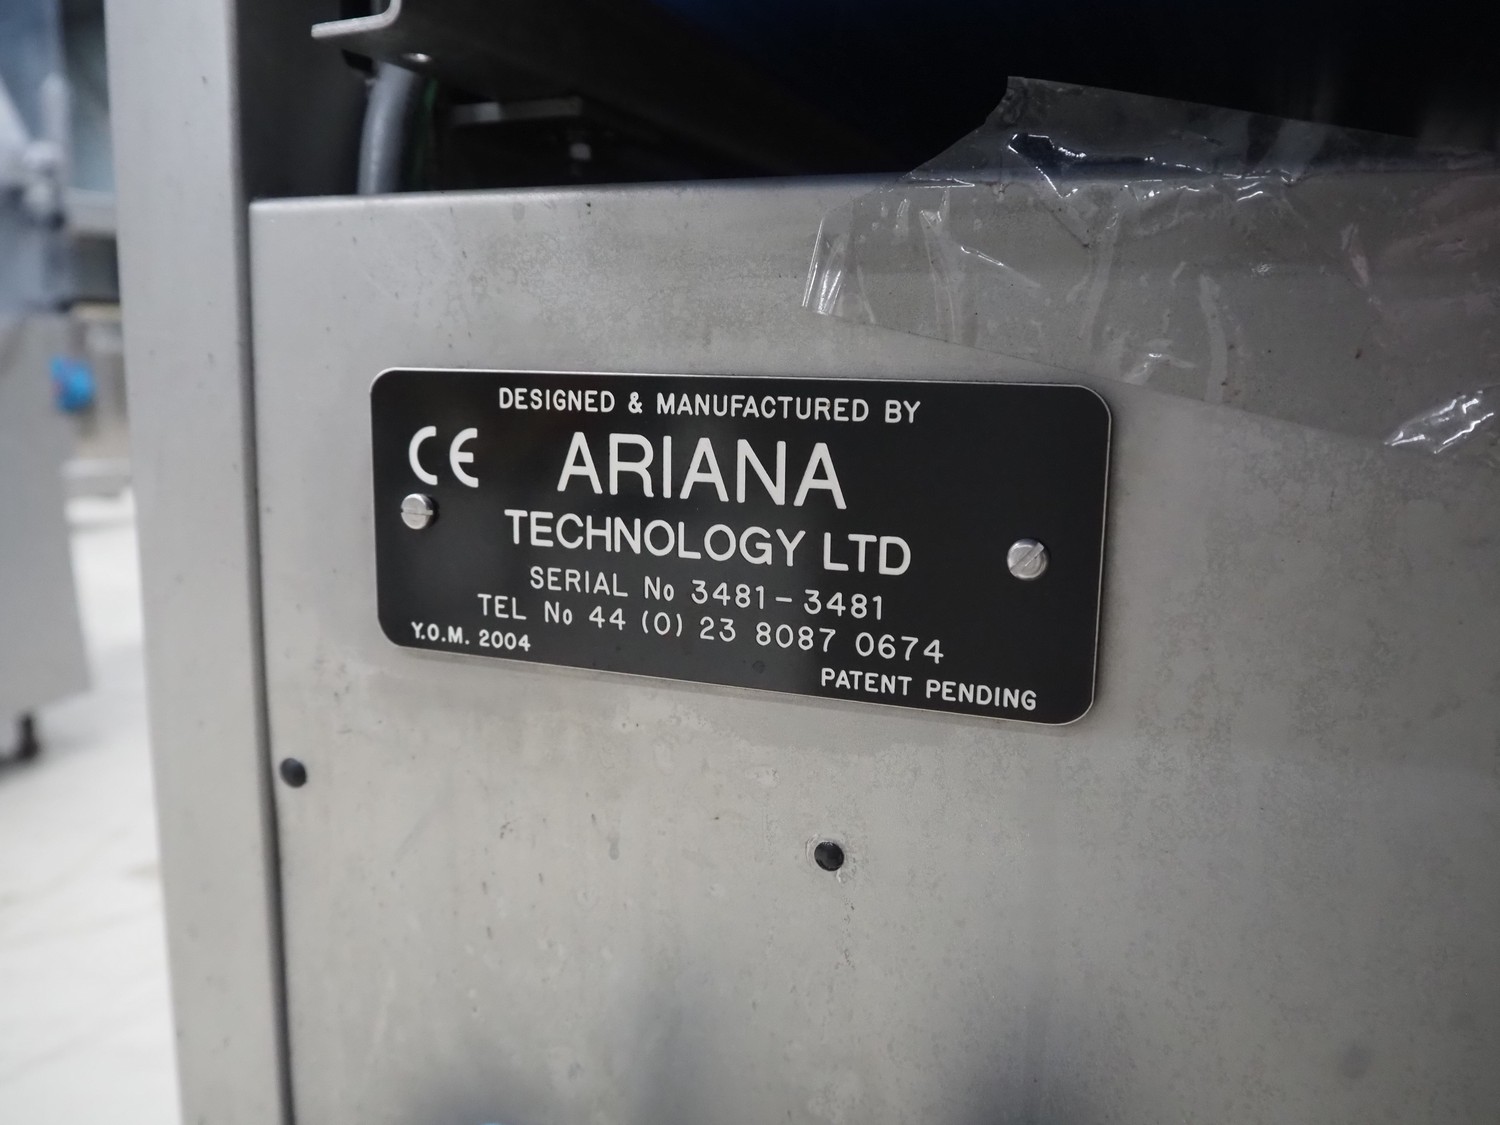 DESIGNED & MANUFACTURED BY
CE
ARIANA
TECHNOLOGY LTD
SERIAL No 3481-3481
TEL No 44 (0) 23 8087 0674
Y.O.M. 2004
PATENT PENDING